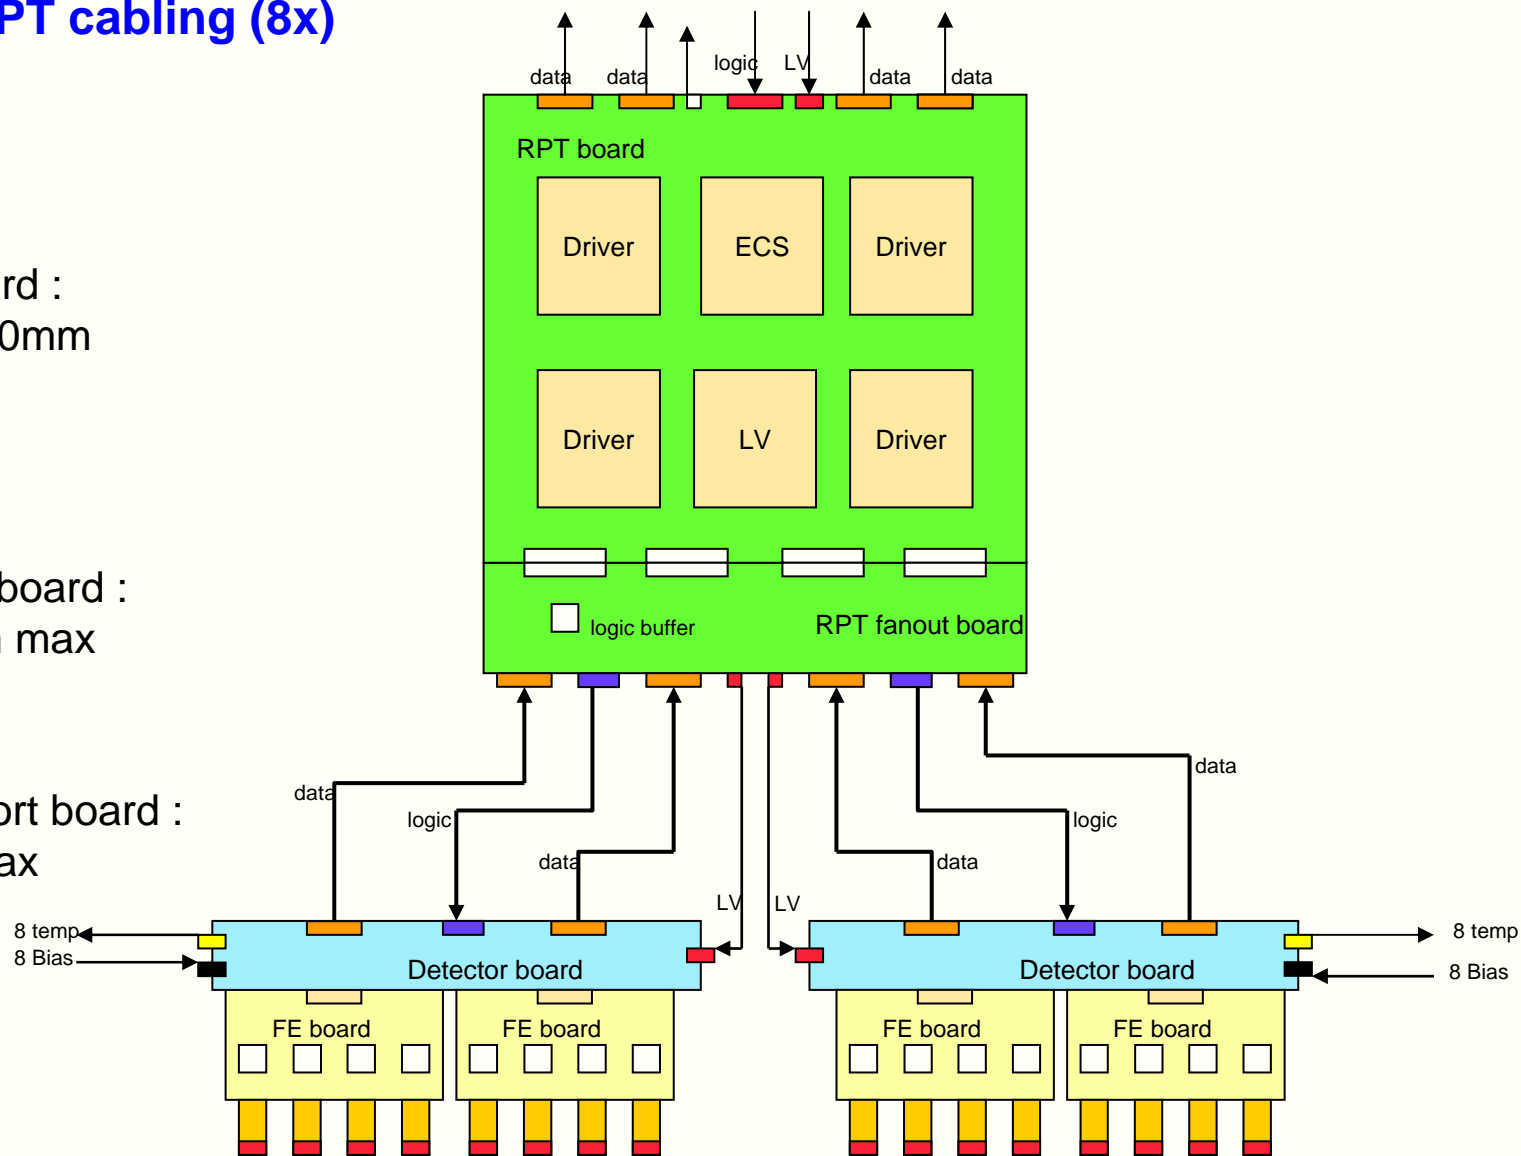 PT cabling (8x)
data
data
logic
LV
data
data
RPT board
Driver
ECS
Driver
rd :
0mm
Driver
LV
Driver
board :
max
logic buffer
RPT fanout board
data
logic
data
LV
LV
data
logic
data
ort board :
ax
8 temp
8 Bias
Detector board
Detector board
8 temp
8 Bias
FE board
FE board
FE board
FE board